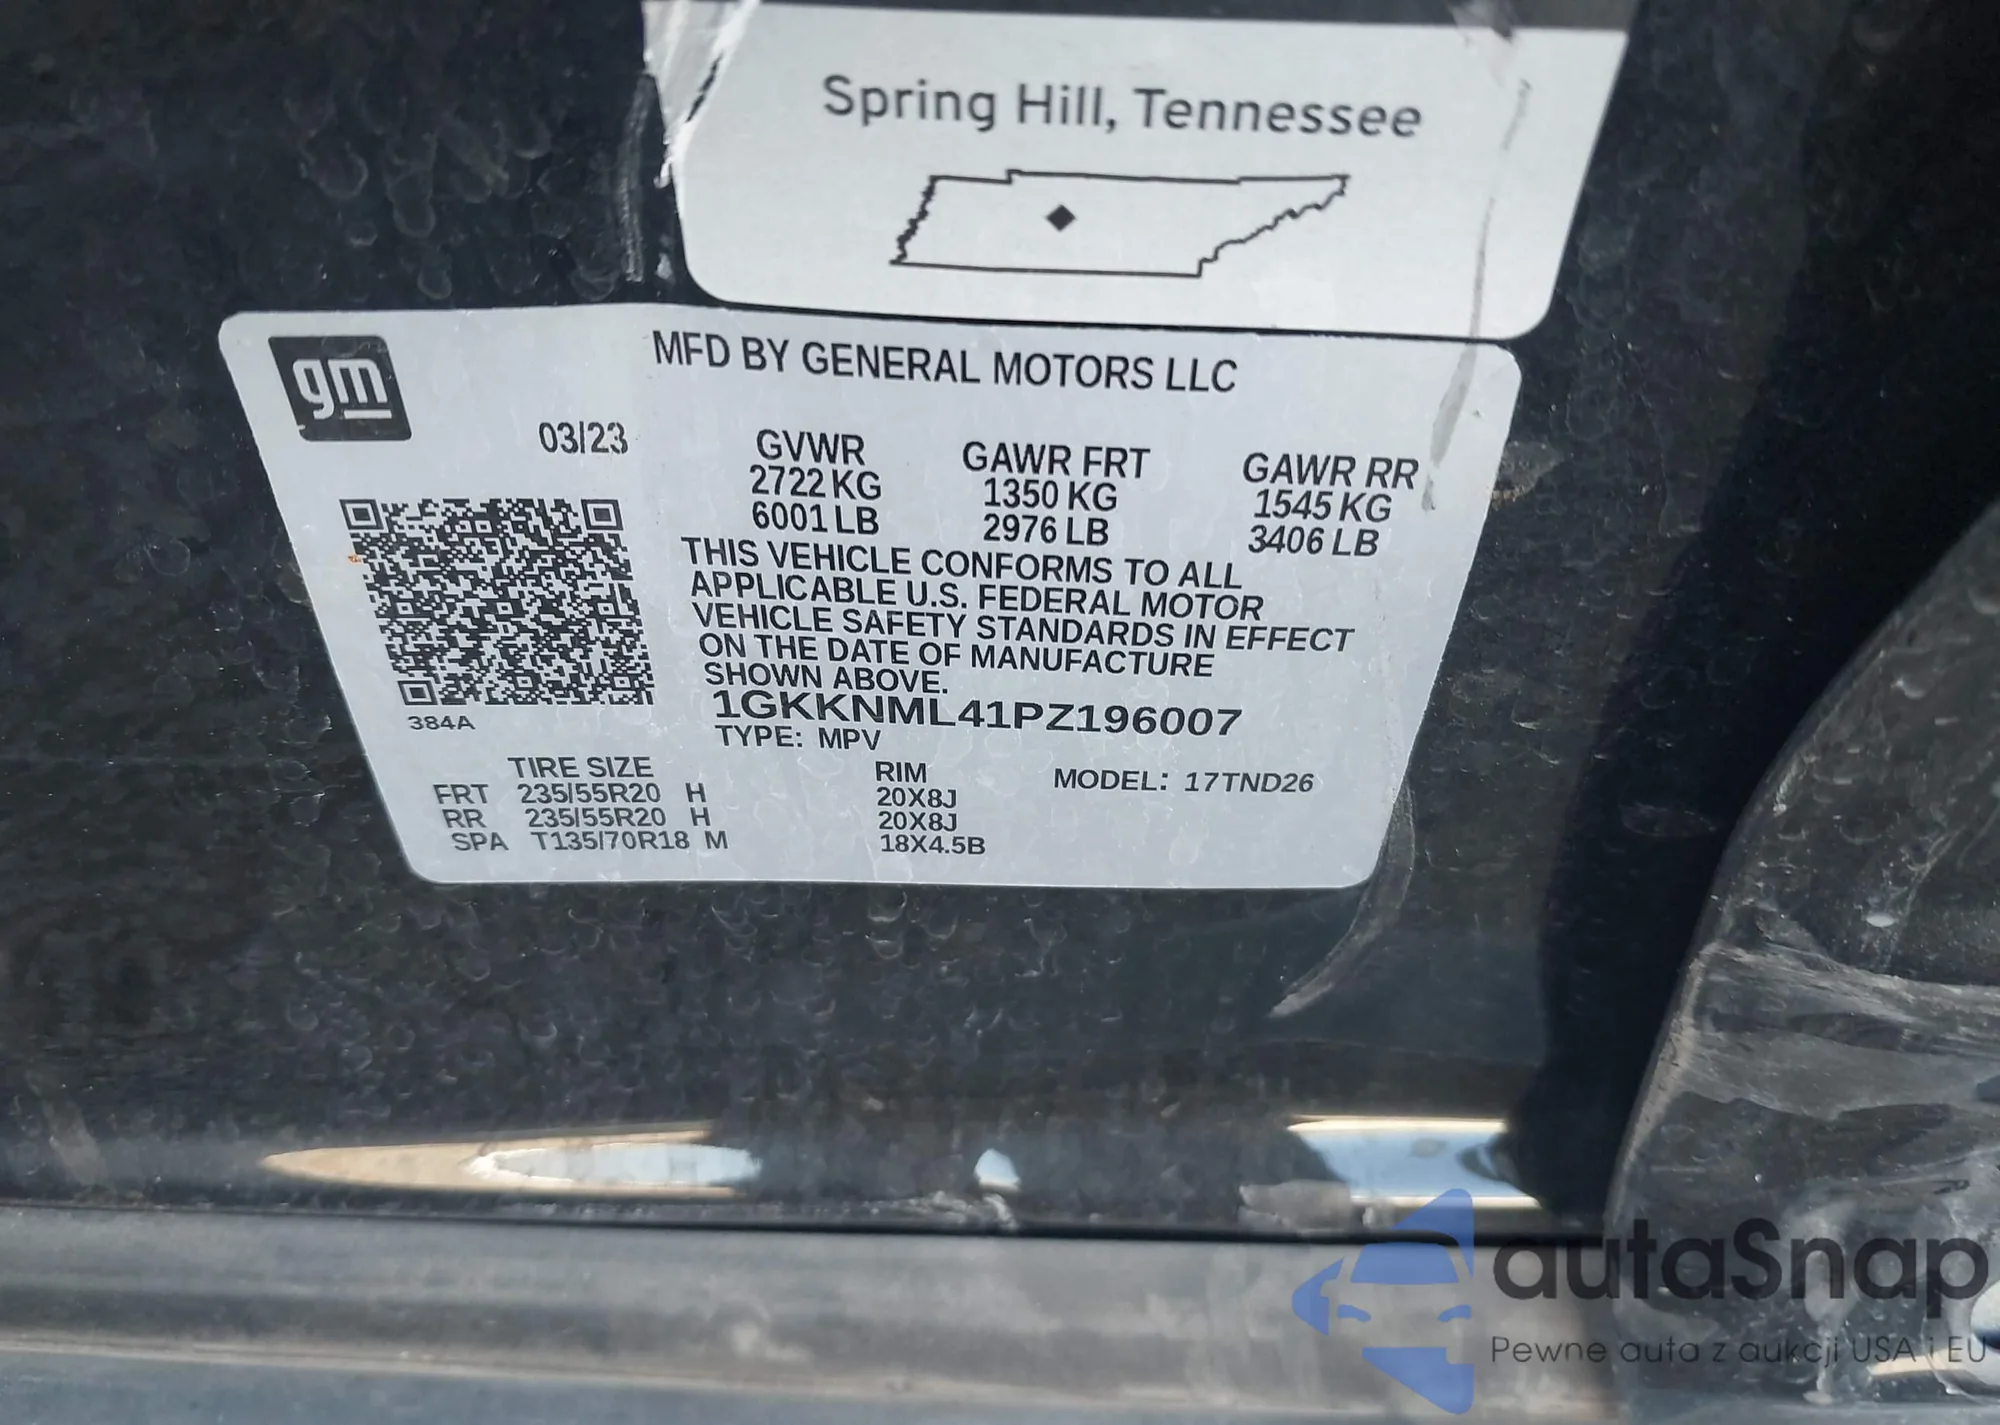 Spring Hill, Tennessee
gm
MFD BY GENERAL MOTORS LLC
03/23
GVWR GAWR FRT GAWR RR
2722 KG 1350 KG 1545 KG
6001 LB 2976 LB 3406 LB
THIS VEHICLE CONFORMS TO ALL
APPLICABLE U.S. FEDERAL MOTOR
VEHICLE SAFETY STANDARDS IN EFFECT
ON THE DATE OF MANUFACTURE
SHOWN ABOVE.
384A
1GKKNML41PZ196007
TYPE: MPV
TIRE SIZE RIM MODEL: 17TND26
FRT 235/55R20 H 20X8J
RR 235/55R20 H 20X8J
SPA T135/70R18 M 18X4.5B
autaSnap
Pewne auta z aukcji USA i EU